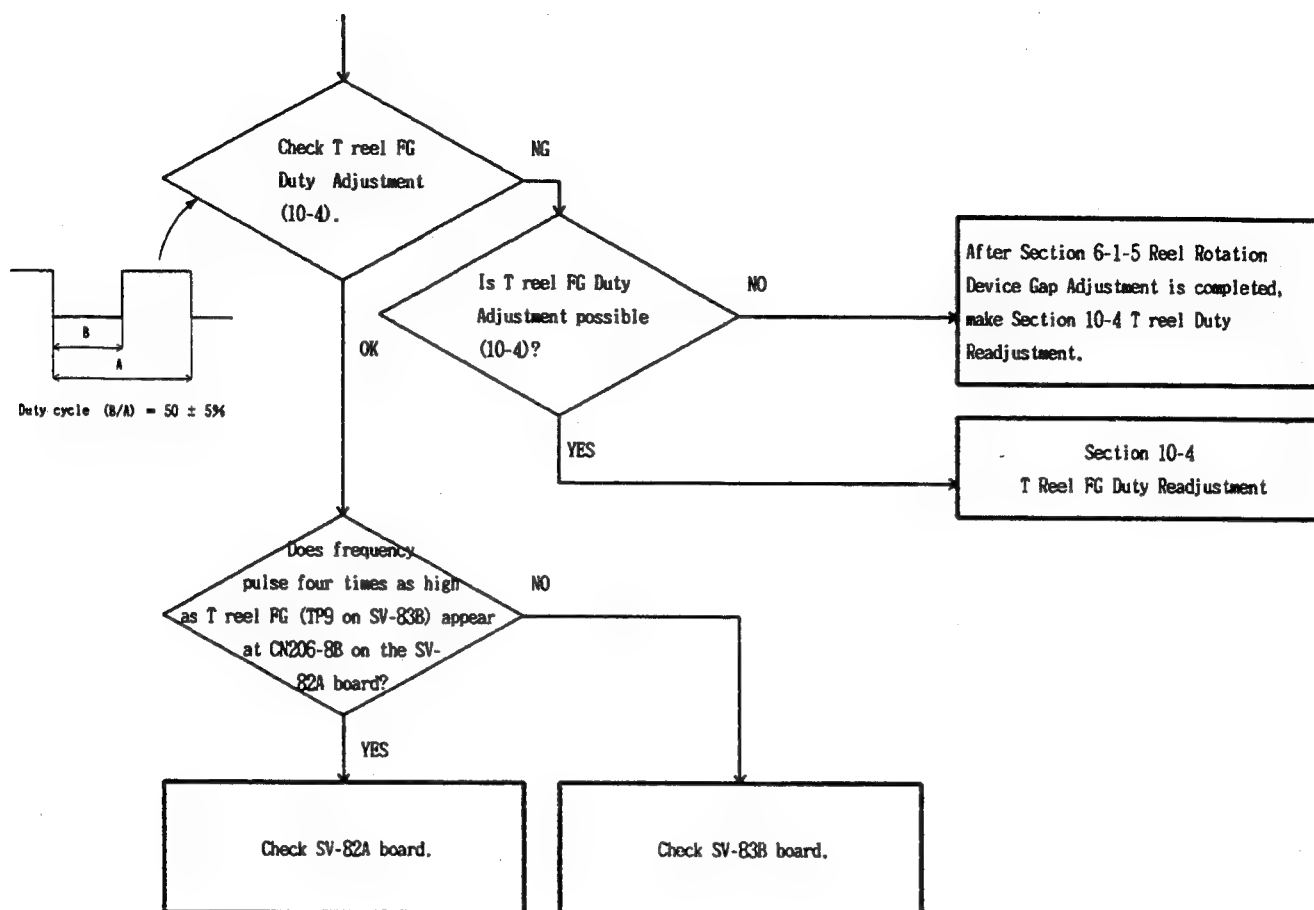 Check T reel FG
Duty Adjustment
(10-4).
NG
B
A
Duty cycle (B/A) = 50 ± 5%
OK
Is T reel FG Duty
Adjustment possible
(10-4)?
NO
After Section 6-1-5 Reel Rotation
Device Gap Adjustment is completed,
make Section 10-4 T reel Duty
Readjustment.
YES
Section 10-4
T Reel FG Duty Readjustment
Does frequency
pulse four times as high
as T reel FG (TP9 on SV-83B) appear
at CN206-8B on the SV-
82A board?
NO
YES
Check SV-82A board.
Check SV-83B board.